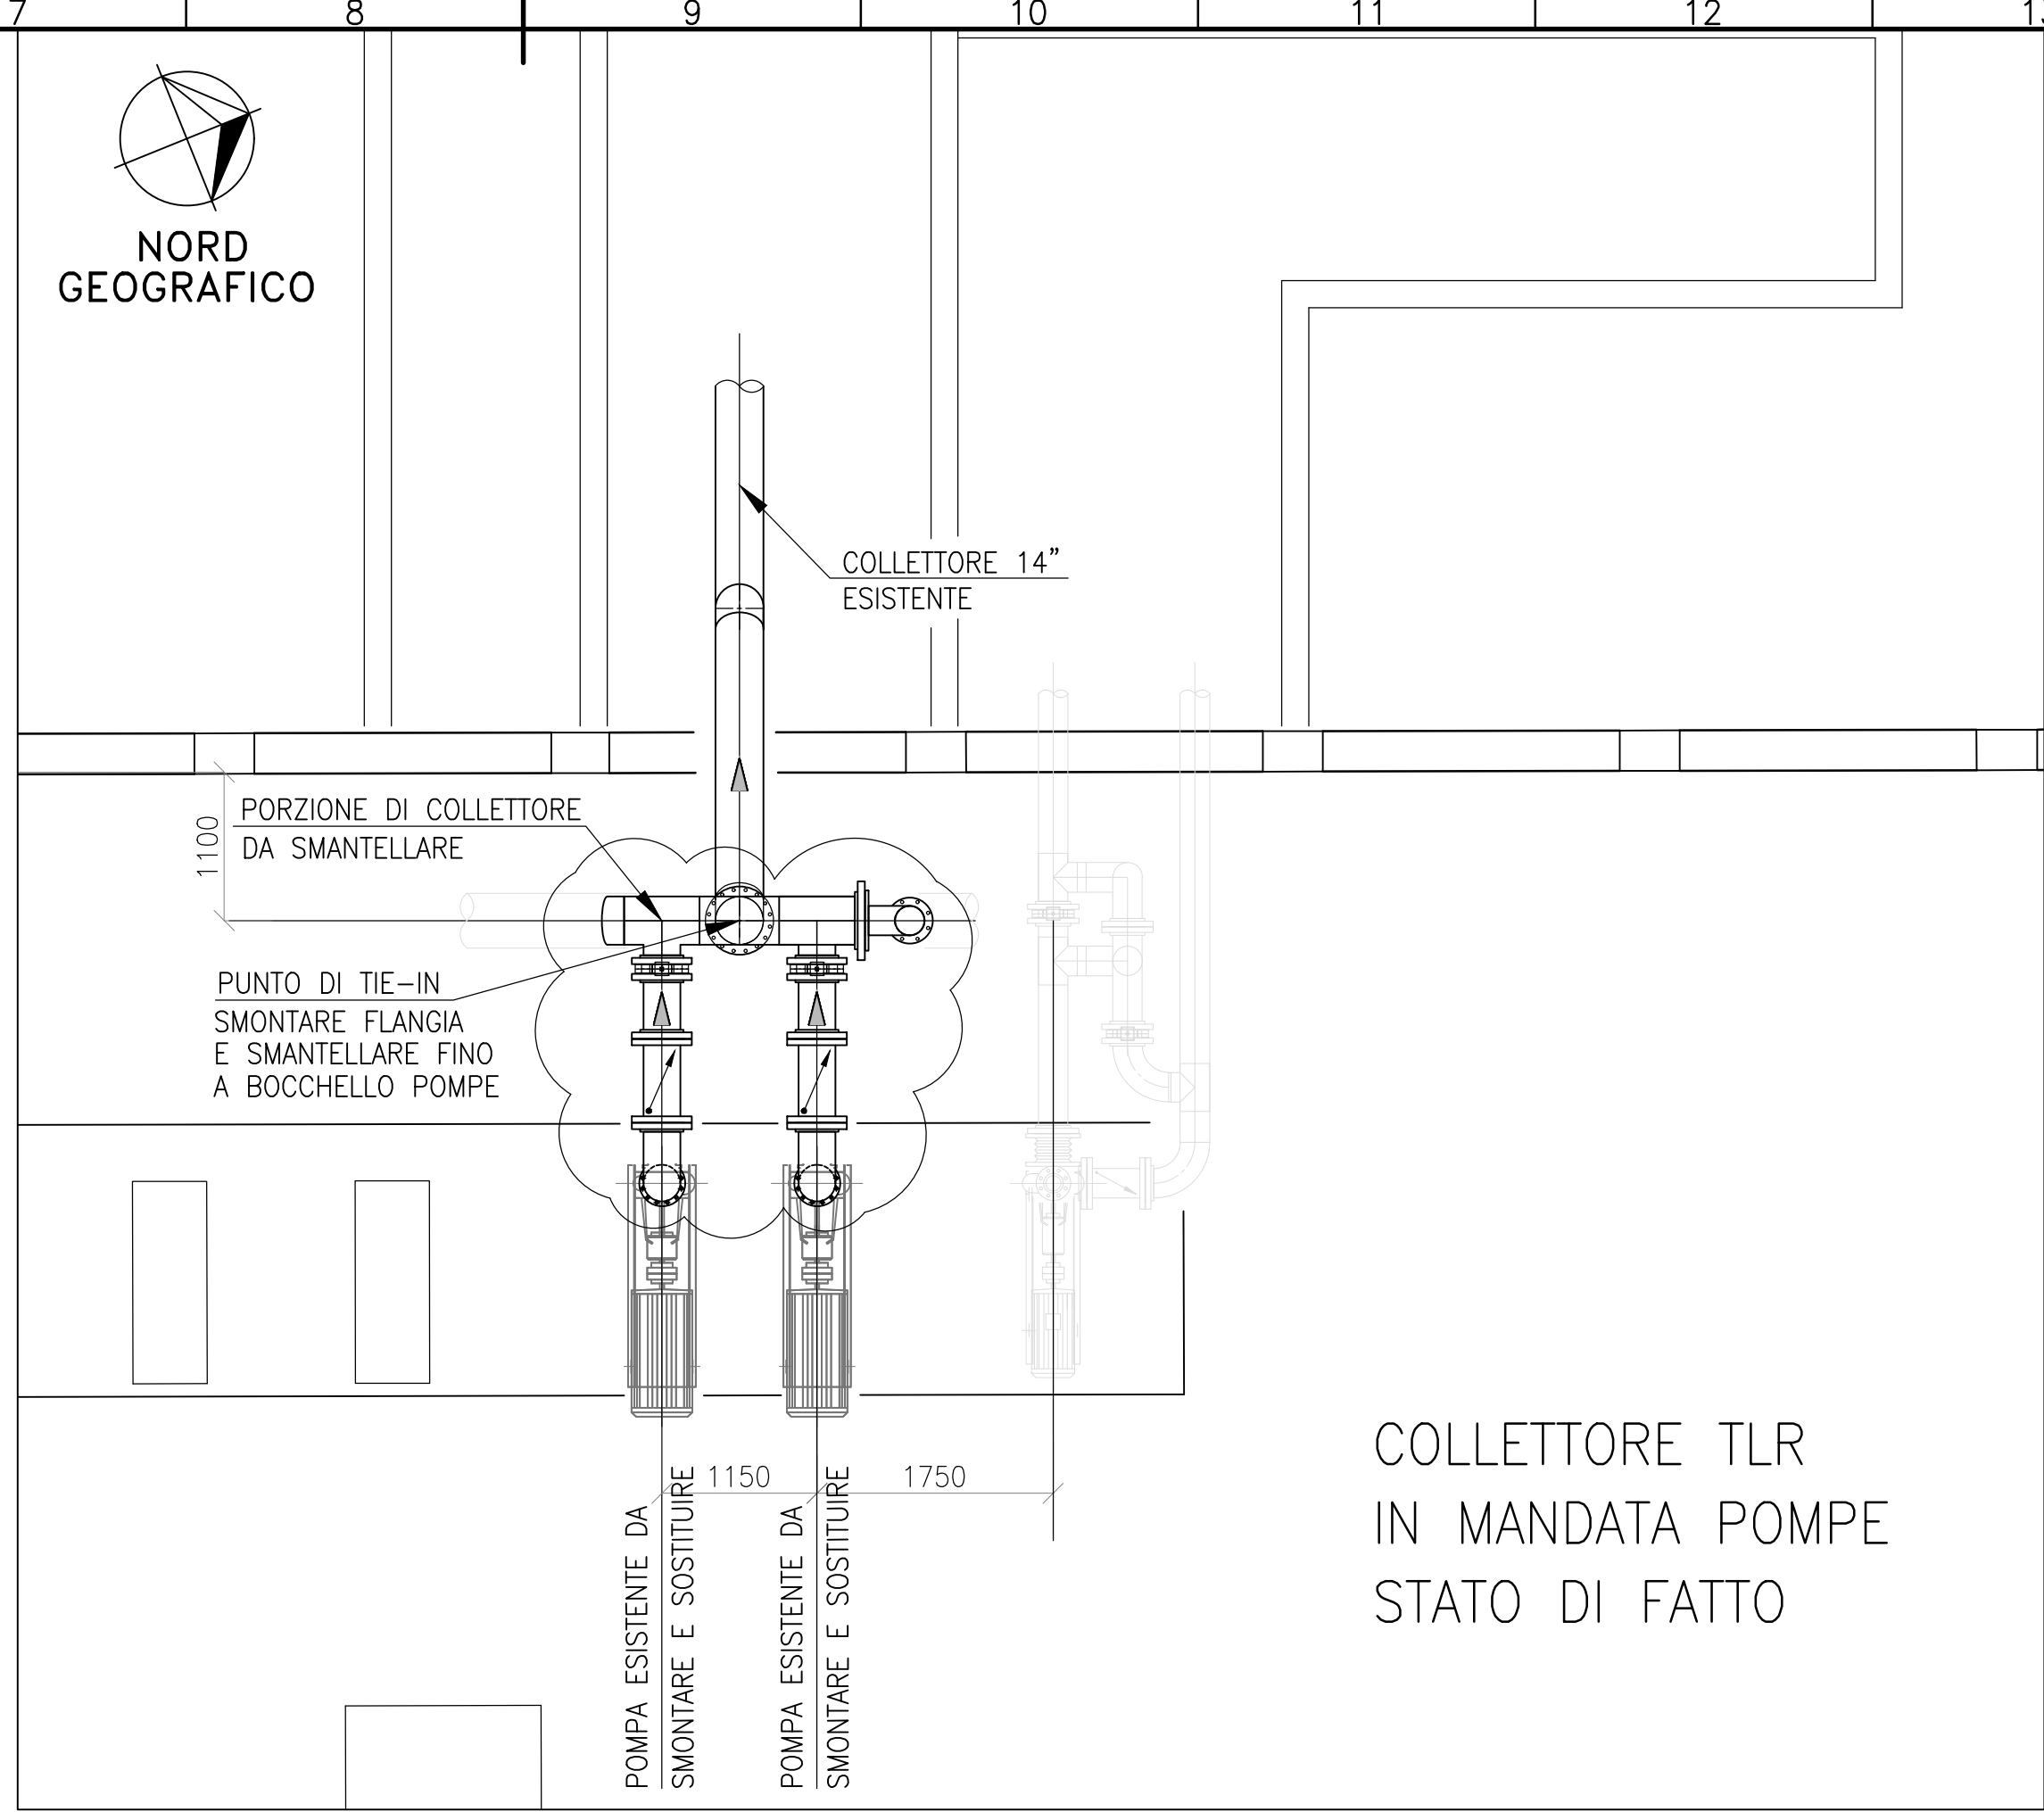 7 8 9 10 11 12 13
NORD
GEOGRAFICO
COLLETTORE 14”
ESISTENTE
PORZIONE DI COLLETTORE
DA SMANTELLARE
1100
PUNTO DI TIE-IN
SMONTARE FLANGIA
E SMANTELLARE FINO
A BOCCHELLO POMPE
1150
1750
POMPA ESISTENTE DA
SMONTARE E SOSTITUIRE
POMPA ESISTENTE DA
SMONTARE E SOSTITUIRE
COLLETTORE TLR
IN MANDATA POMPE
STATO DI FATTO